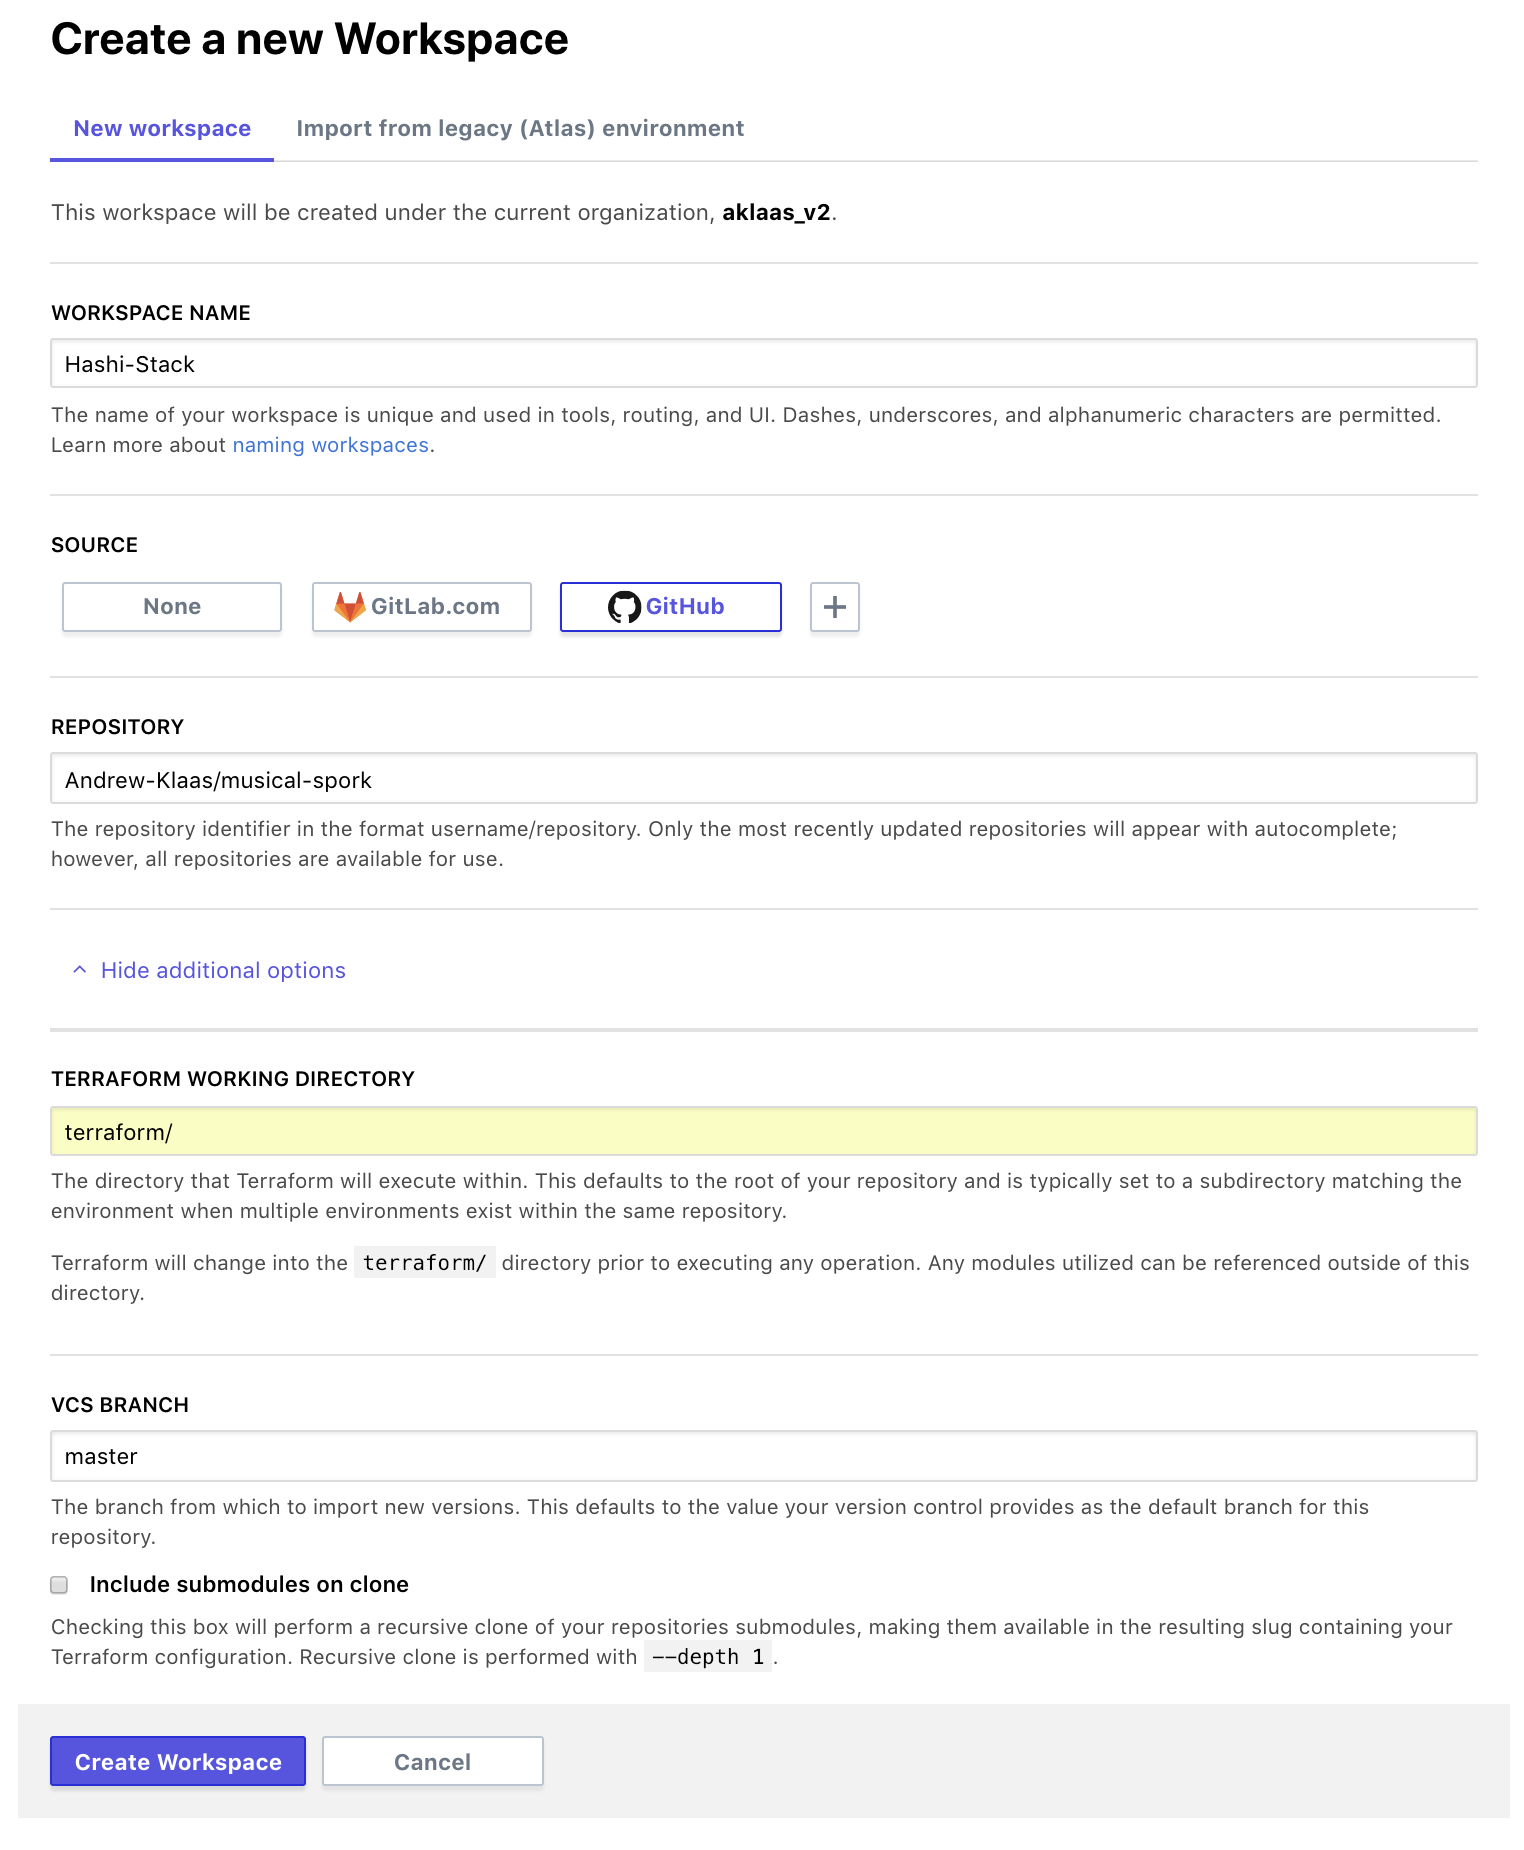 Create a new Workspace
New workspace
Import from legacy (Atlas) environment
This workspace will be created under the current organization, aklaas_v2.
WORKSPACE NAME
Hashi-Stack
The name of your workspace is unique and used in tools, routing, and UI. Dashes, underscores, and alphanumeric characters are permitted.
Learn more about naming workspaces.
SOURCE
None
GitLab.com
GitHub
+
REPOSITORY
Andrew-Klaas/musical-spork
The repository identifier in the format username/repository. Only the most recently updated repositories will appear with autocomplete;
however, all repositories are available for use.
Hide additional options
TERRAFORM WORKING DIRECTORY
terraform/
The directory that Terraform will execute within. This defaults to the root of your repository and is typically set to a subdirectory matching the
environment when multiple environments exist within the same repository.
Terraform will change into the terraform/ directory prior to executing any operation. Any modules utilized can be referenced outside of this
directory.
VCS BRANCH
master
The branch from which to import new versions. This defaults to the value your version control provides as the default branch for this
repository.
Include submodules on clone
Checking this box will perform a recursive clone of your repositories submodules, making them available in the resulting slug containing your
Terraform configuration. Recursive clone is performed with --depth 1.
Create Workspace
Cancel